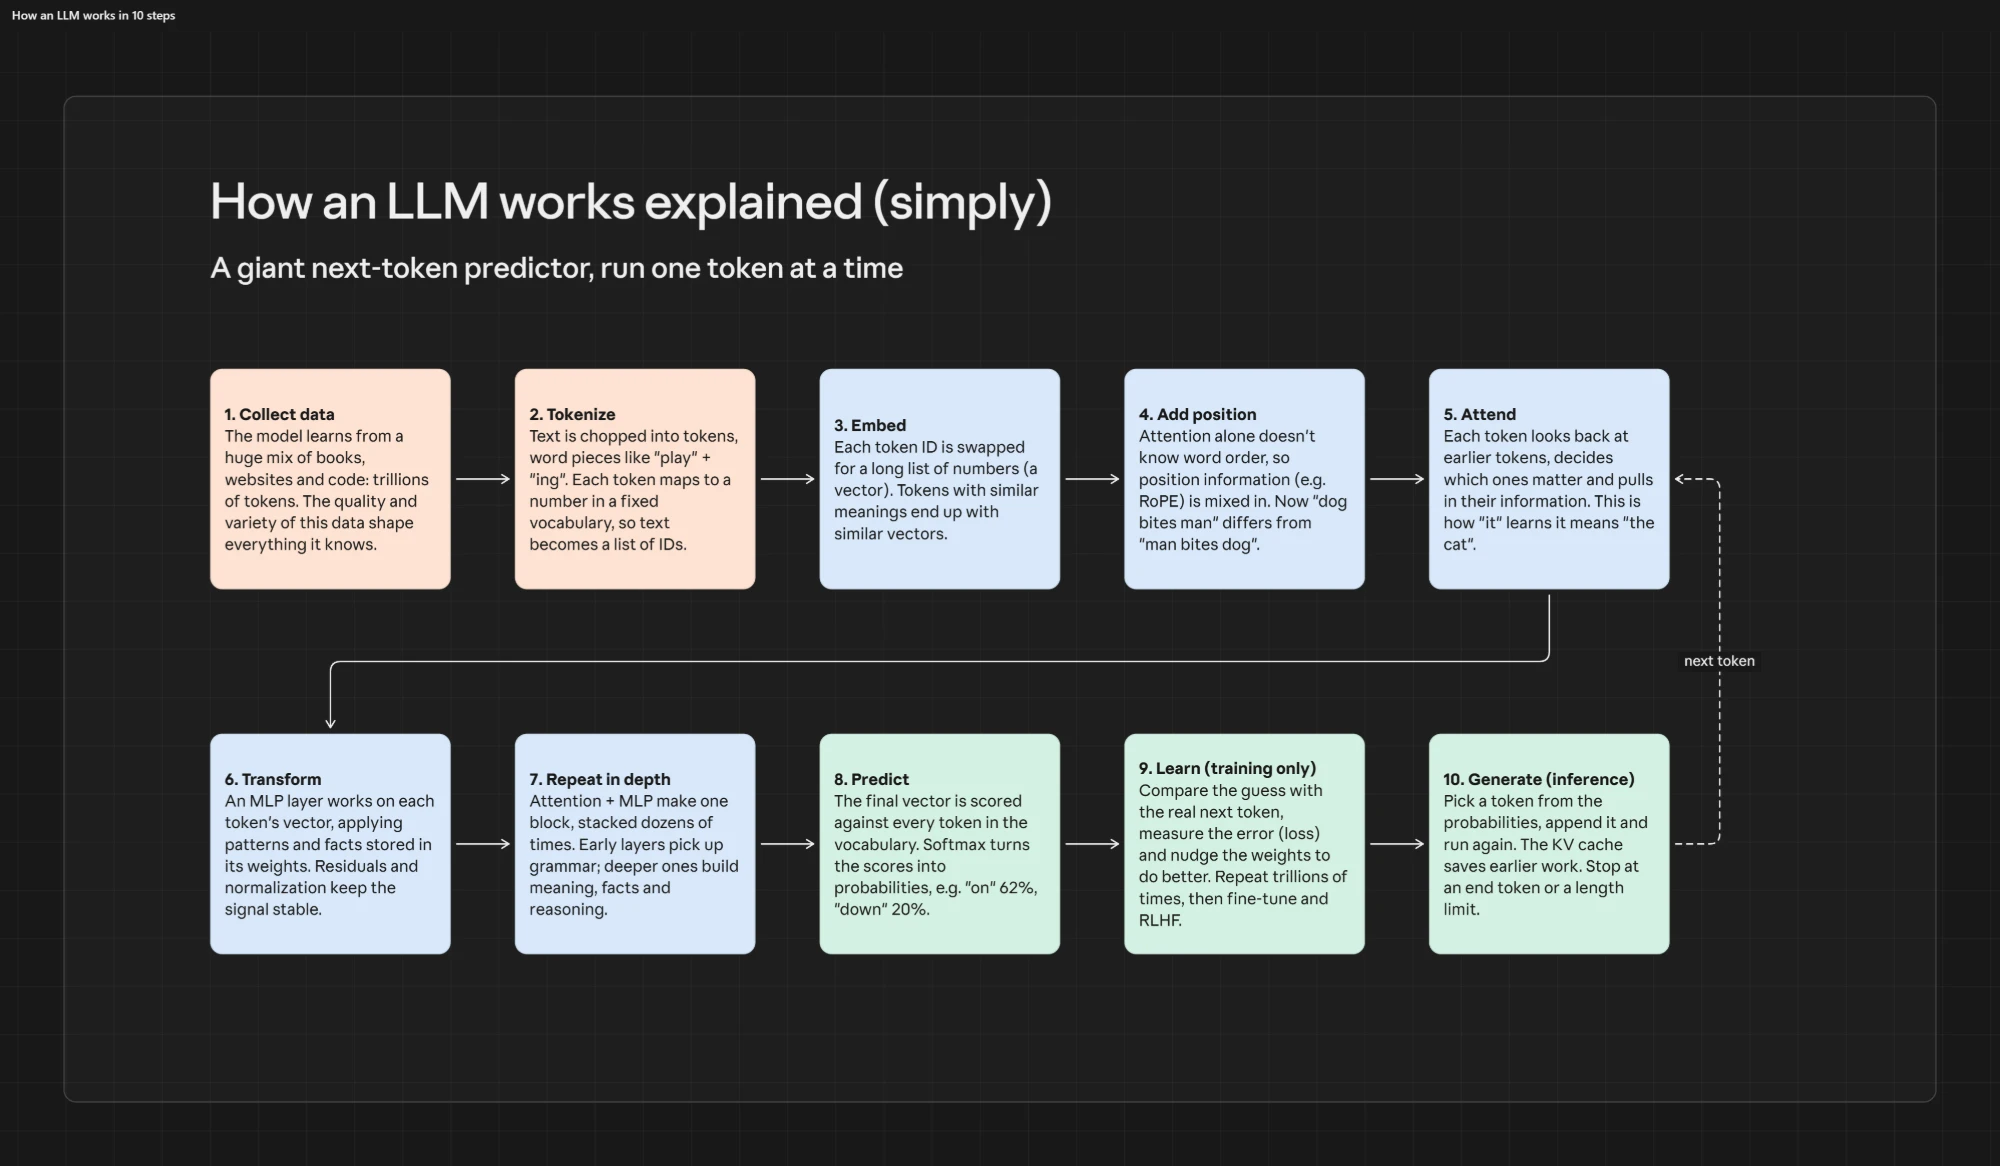 How an LLM works in 10 steps
How an LLM works explained (simply)
A giant next-token predictor, run one token at a time
1. Collect data
The model learns from a
huge mix of books,
websites and code: trillions
of tokens. The quality and
variety of this data shape
everything it knows.
2. Tokenize
Text is chopped into tokens,
word pieces like "play" +
"ing". Each token maps to a
number in a fixed
vocabulary, so text
becomes a list of IDs.
3. Embed
Each token ID is swapped
for a long list of numbers (a
vector). Tokens with similar
meanings end up with
similar vectors.
4. Add position
Attention alone doesn't
know word order, so
position information (e.g.
RoPE) is mixed in. Now "dog
bites man" differs from
"man bites dog".
5. Attend
Each token looks back at
earlier tokens, decides
which ones matter and pulls
in their information. This is
how "it" learns it means "the
cat".
next token
6. Transform
An MLP layer works on each
token's vector, applying
patterns and facts stored in
its weights. Residuals and
normalization keep the
signal stable.
7. Repeat in depth
Attention + MLP make one
block, stacked dozens of
times. Early layers pick up
grammar; deeper ones build
meaning, facts and
reasoning.
8. Predict
The final vector is scored
against every token in the
vocabulary. Softmax turns
the scores into
probabilities, e.g. "on" 62%,
"down" 20%.
9. Learn (training only)
Compare the guess with
the real next token,
measure the error (loss)
and nudge the weights to
do better. Repeat trillions of
times, then fine-tune and
RLHF.
10. Generate (inference)
Pick a token from the
probabilities, append it and
run again. The KV cache
saves earlier work. Stop at
an end token or a length
limit.